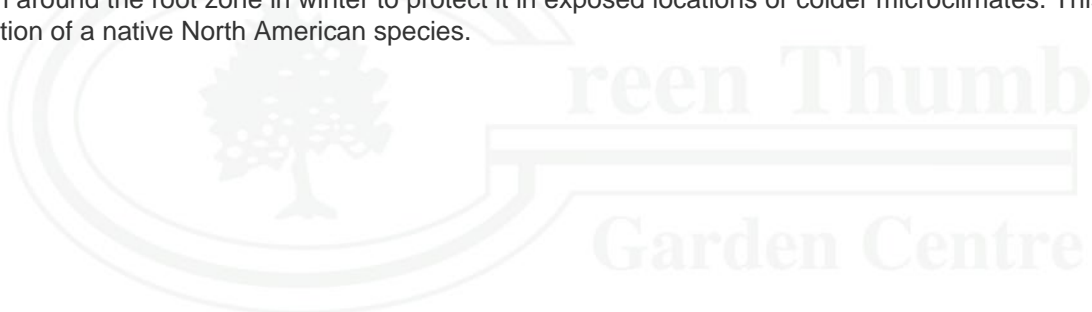 around the root zone in winter to protect it in exposed locations or colder microclimates.
tion of a native North American species.
reen Thumb
Garden Centre